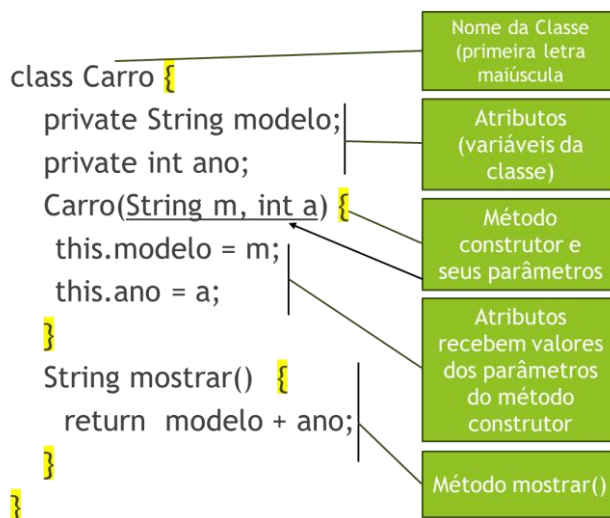 class Carro {
private String modelo;
private int ano;
Carro(String m, int a) {
this.modelo = m;
this.ano = a;
}
String mostrar() {
return modelo + ano;
}
}
Nome da Classe
(primeira letra
maiúscula
Atributos
(variáveis da
classe)
Método
construtor e
seus parâmetros
Atributos
recebem valores
dos parâmetros
do método
construtor
Método mostrar()